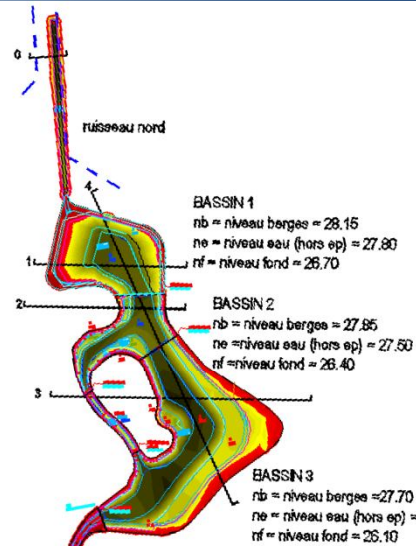 0
ruisseau nord
4
BASSIN 1
nb = niveau berges = 28.15
ne = niveau eau (hors ep) = 27.80
nf = niveau fond = 26.70
1
2
BASSIN 2
nb = niveau berges = 27.85
ne = niveau eau (hors ep) = 27.50
nf =niveau fond = 26.40
3
BASSIN 3
nb = niveau berges =27.70
ne = niveau eau (hors ep) =
nf = niveau fond = 26.10